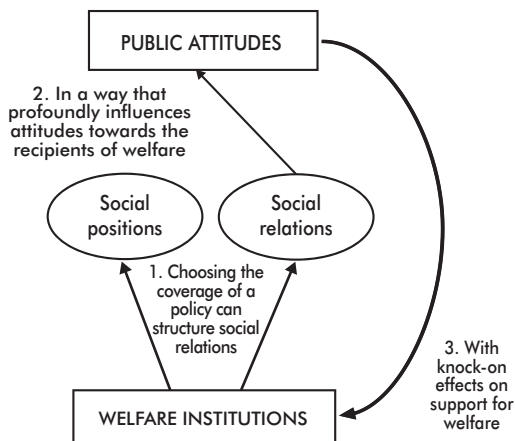 PUBLIC ATTITUDES
2. In a way that
profoundly influences
attitudes towards the
recipients of welfare
Social
positions
Social
relations
1. Choosing the
coverage of a
policy can
structure social
relations
3. With
knock-on
effects on
support for
welfare
WELFARE INSTITUTIONS